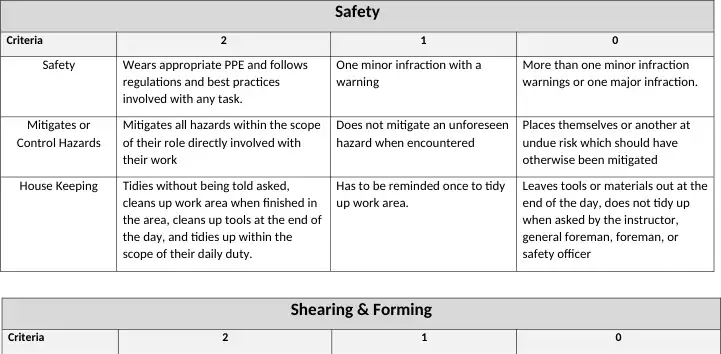 Safety
Criteria 2 1 0
Safety
Wears appropriate PPE and follows
regulations and best practices
involved with any task.
One minor infraction with a
warning
More than one minor infraction
warnings or one major infraction.
Mitigates or
Control Hazards
Mitigates all hazards within the scope
of their role directly involved with
their work
Does not mitigate an unforeseen
hazard when encountered
Places themselves or another at
undue risk which should have
otherwise been mitigated
House Keeping
Tidies without being told asked,
cleans up work area when finished in
the area, cleans up tools at the end of
the day, and tidies up within the
scope of their daily duty.
Has to be reminded once to tidy
up work area.
Leaves tools or materials out at the
end of the day, does not tidy up
when asked by the instructor,
general foreman, foreman, or
safety officer
Shearing & Forming
Criteria 2 1 0